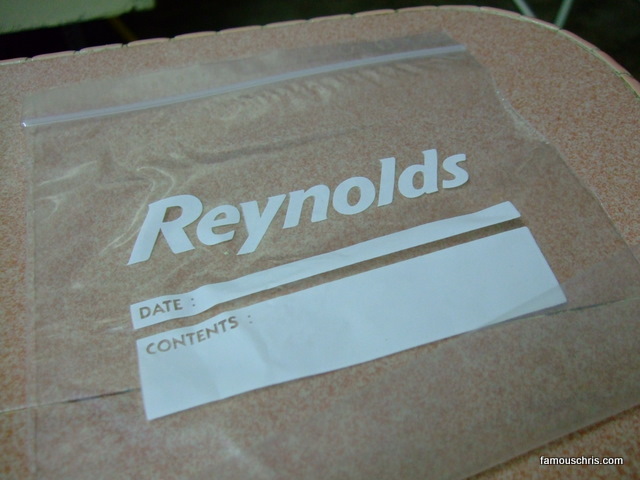 Reynolds
DATE :
CONTENTS :
famouschris.com